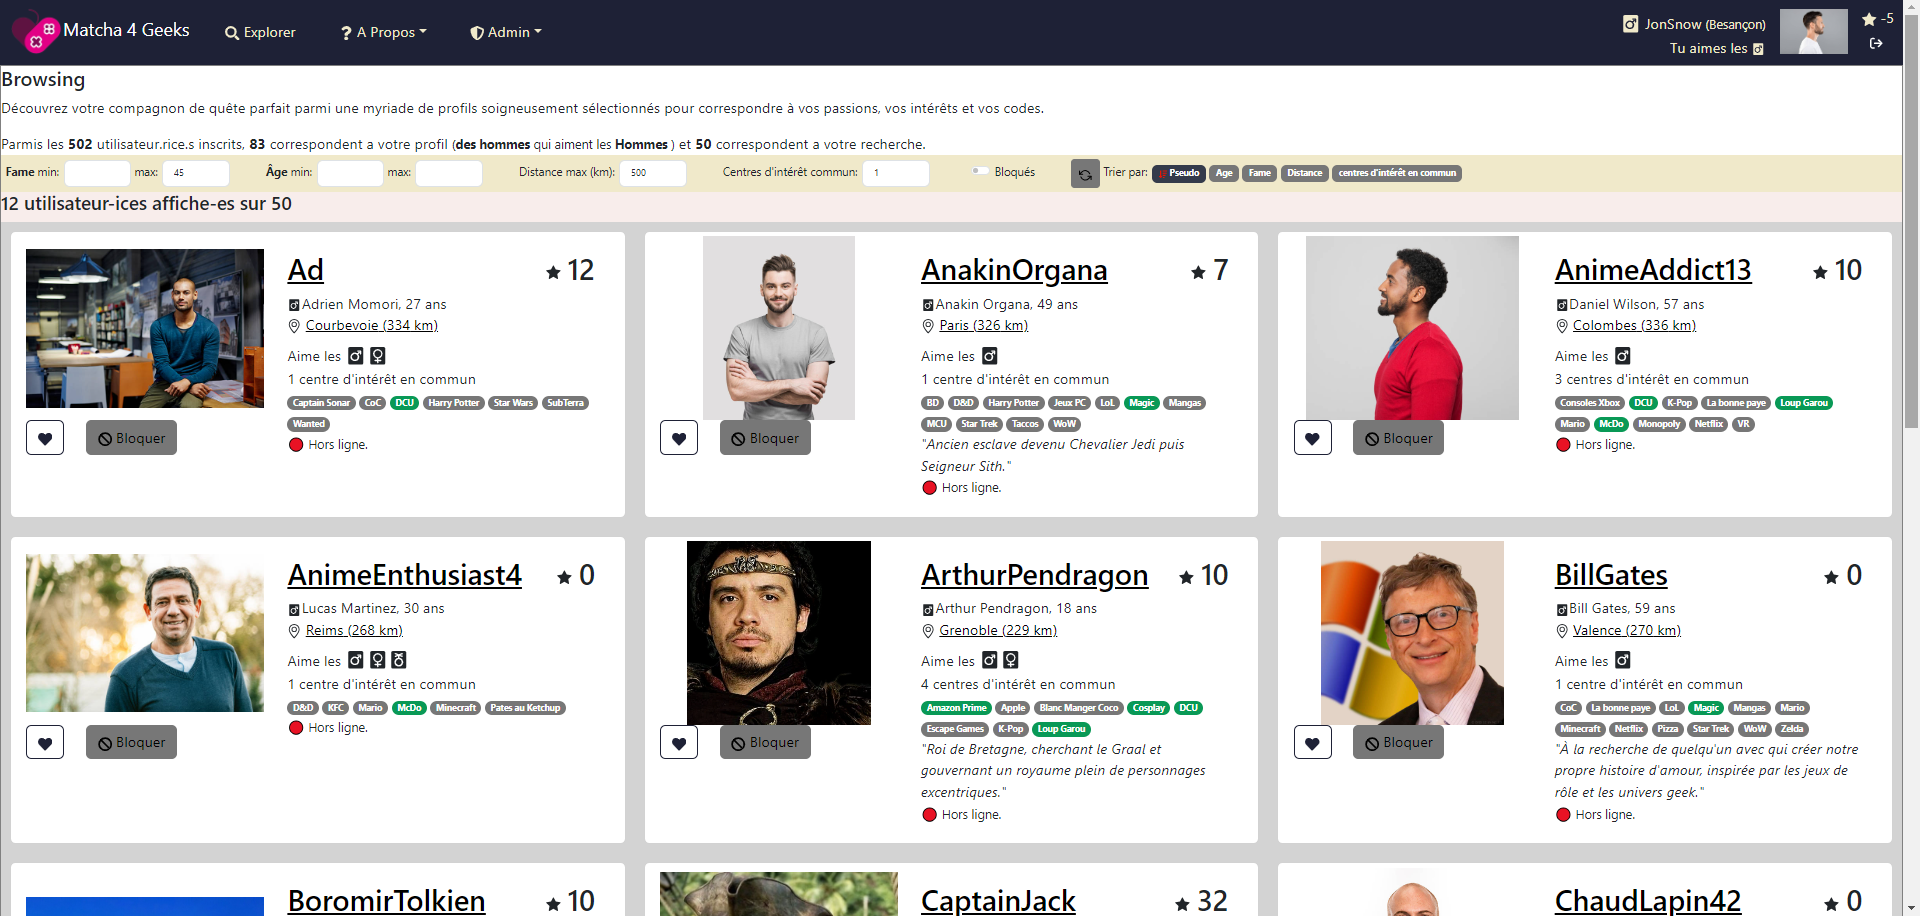 Matcha 4 Geeks
Explorer
? A Propos
Admin
JonSnow (Besançon)
-5
Tu aimes les
Browsing
Découvrez votre compagnon de quête parfait parmi une myriade de profils soigneusement sélectionnés pour correspondre à vos passions, vos intérêts et vos codes.
Parmis les 502 utilisateur.rice.s inscrits, 83 correspondent a votre profil (des hommes qui aiment les Hommes ) et 50 correspondent a votre recherche.
Fame min: max: 45 Âge min: max: Distance max (km): 500 Centres d'intérêt commun: 1 Bloqués Trier par: Pseudo Age Fame Distance centres d'intérêt en commun
12 utilisateur-ices affiche-es sur 50
Ad 12
Adrien Momori, 27 ans
Courbevoie (334 km)
Aime les
1 centre d'intérêt en commun
Captain Sonar CoC DCU Harry Potter Star Wars SubTerra
Wanted
Hors ligne.
Bloquer
AnakinOrgana 7
Anakin Organa, 49 ans
Paris (326 km)
Aime les
1 centre d'intérêt en commun
BD D&D Harry Potter Jeux PC LoL Magic Mangas
MCU Star Trek Taccos WoW
"Ancien esclave devenu Chevalier Jedi puis
Seigneur Sith."
Hors ligne.
Bloquer
AnimeAddict13 10
Daniel Wilson, 57 ans
Colombes (336 km)
Aime les
3 centres d'intérêt en commun
Consoles Xbox DCU K-Pop La bonne paye Loup Garou
Mario McDo Monopoly Netflix VR
Hors ligne.
Bloquer
AnimeEnthusiast4 0
Lucas Martinez, 30 ans
Reims (268 km)
Aime les
1 centre d'intérêt en commun
D&D KFC Mario McDo Minecraft Pates au Ketchup
Hors ligne.
Bloquer
ArthurPendragon 10
Arthur Pendragon, 18 ans
Grenoble (229 km)
Aime les
4 centres d'intérêt en commun
Amazon Prime Apple Blanc Manger Coco Cosplay DCU
Escape Games K-Pop Loup Garou
"Roi de Bretagne, cherchant le Graal et
gouvernant un royaume plein de personnages
excentriques."
Hors ligne.
Bloquer
BillGates 0
Bill Gates, 59 ans
Valence (270 km)
Aime les
1 centre d'intérêt en commun
CoC La bonne paye LoL Magic Mangas Mario
Minecraft Netflix Pizza Star Trek WoW Zelda
"À la recherche de quelqu'un avec qui créer notre
propre histoire d'amour, inspirée par les jeux de
rôle et les univers geek."
Hors ligne.
Bloquer
BoromirTolkien 10
CaptainJack 32
ChaudLapin42 0